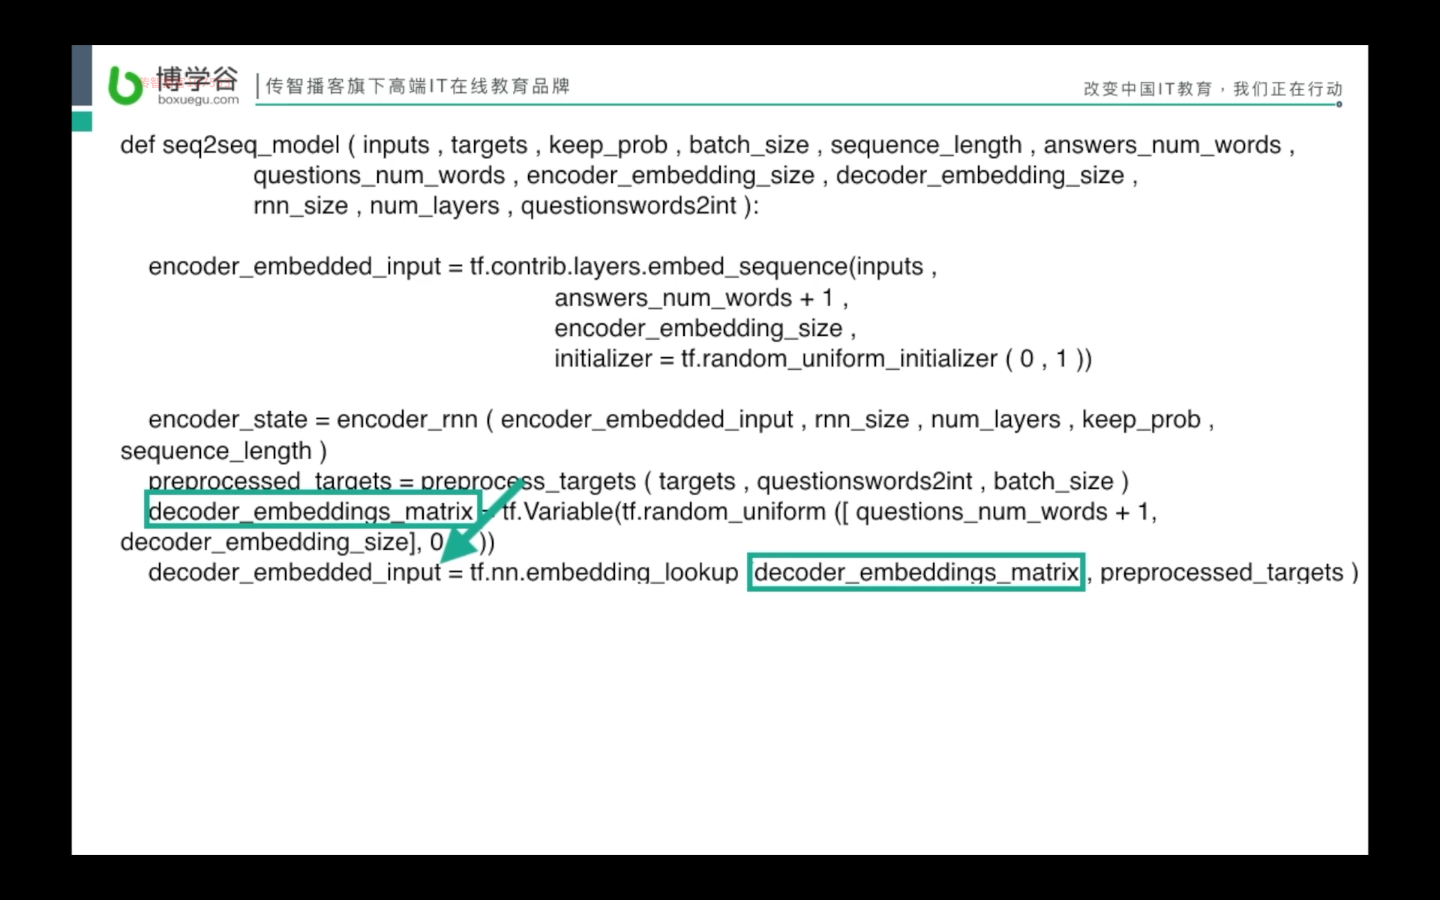 博学谷
boxuegu.com
传智播客旗下高端IT在线教育品牌
改变中国IT教育，我们正在行动
def seq2seq_model ( inputs , targets , keep_prob , batch_size , sequence_length , answers_num_words ,
questions_num_words , encoder_embedding_size , decoder_embedding_size ,
rnn_size , num_layers , questionswords2int ):
encoder_embedded_input = tf.contrib.layers.embed_sequence(inputs ,
answers_num_words + 1 ,
encoder_embedding_size ,
initializer = tf.random_uniform_initializer ( 0 , 1 ))
encoder_state = encoder_rnn ( encoder_embedded_input , rnn_size , num_layers , keep_prob ,
sequence_length )
preprocessed_targets = preprocess_targets ( targets , questionswords2int , batch_size )
decoder_embeddings_matrix = tf.Variable(tf.random_uniform ([ questions_num_words + 1,
decoder_embedding_size], 0 ))
decoder_embedded_input = tf.nn.embedding_lookup decoder_embeddings_matrix , preprocessed_targets )